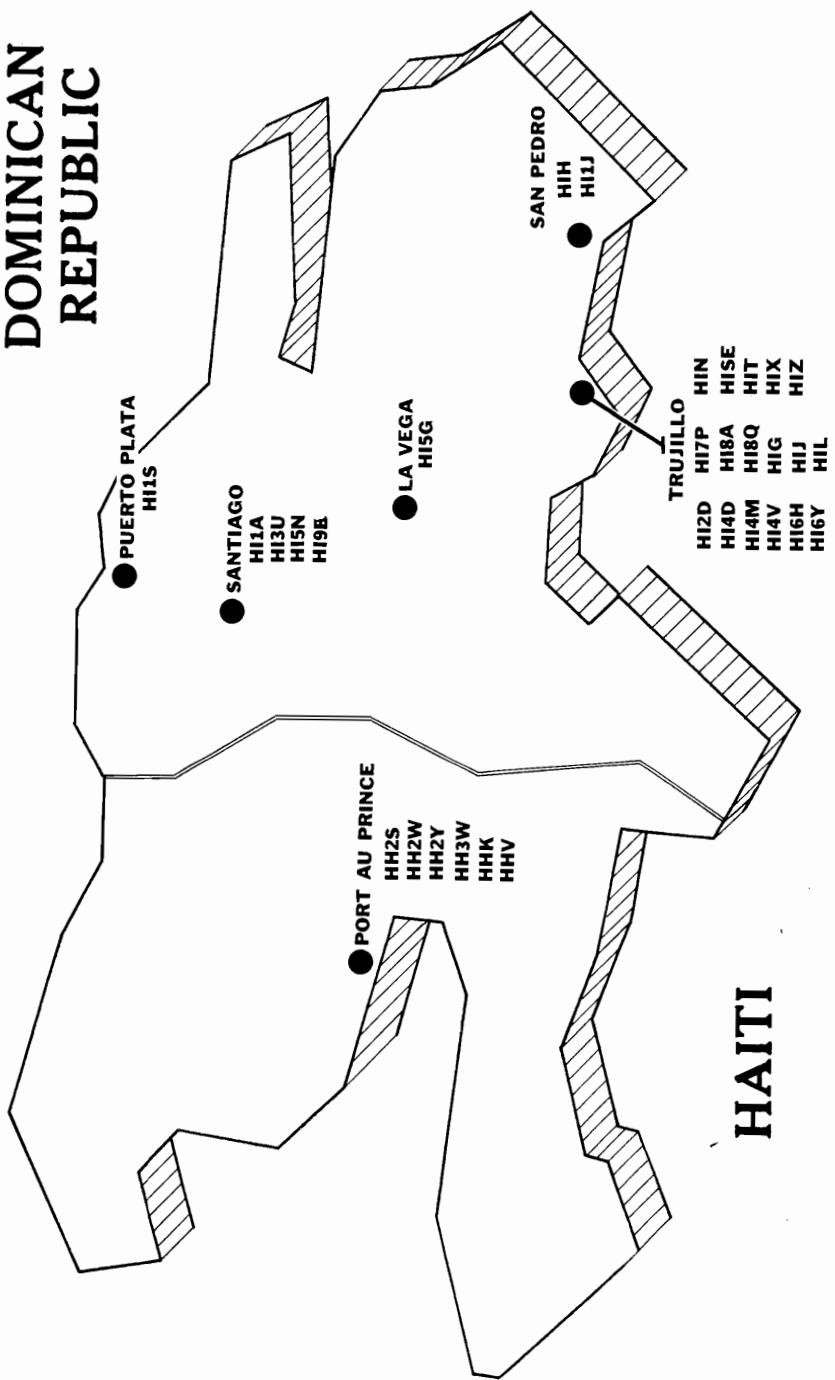 DOMINICAN
REPUBLIC
PUERTO PLATA
HI1S
SANTIAGO
HI1A
HI3U
HI5N
HI9B
LA VEGA
HI5G
PORT AU PRINCE
HH2S
HH2W
HH2Y
HH3W
HHK
HHV
SAN PEDRO
HIH
HI1J
TRUJILLO
HI2D HI7P HIN
HI4D HI8A HISE
HI4M HI8Q HIT
HI4V HIG HIX
HI6H HIJ HIZ
HI6Y HIL
HAITI